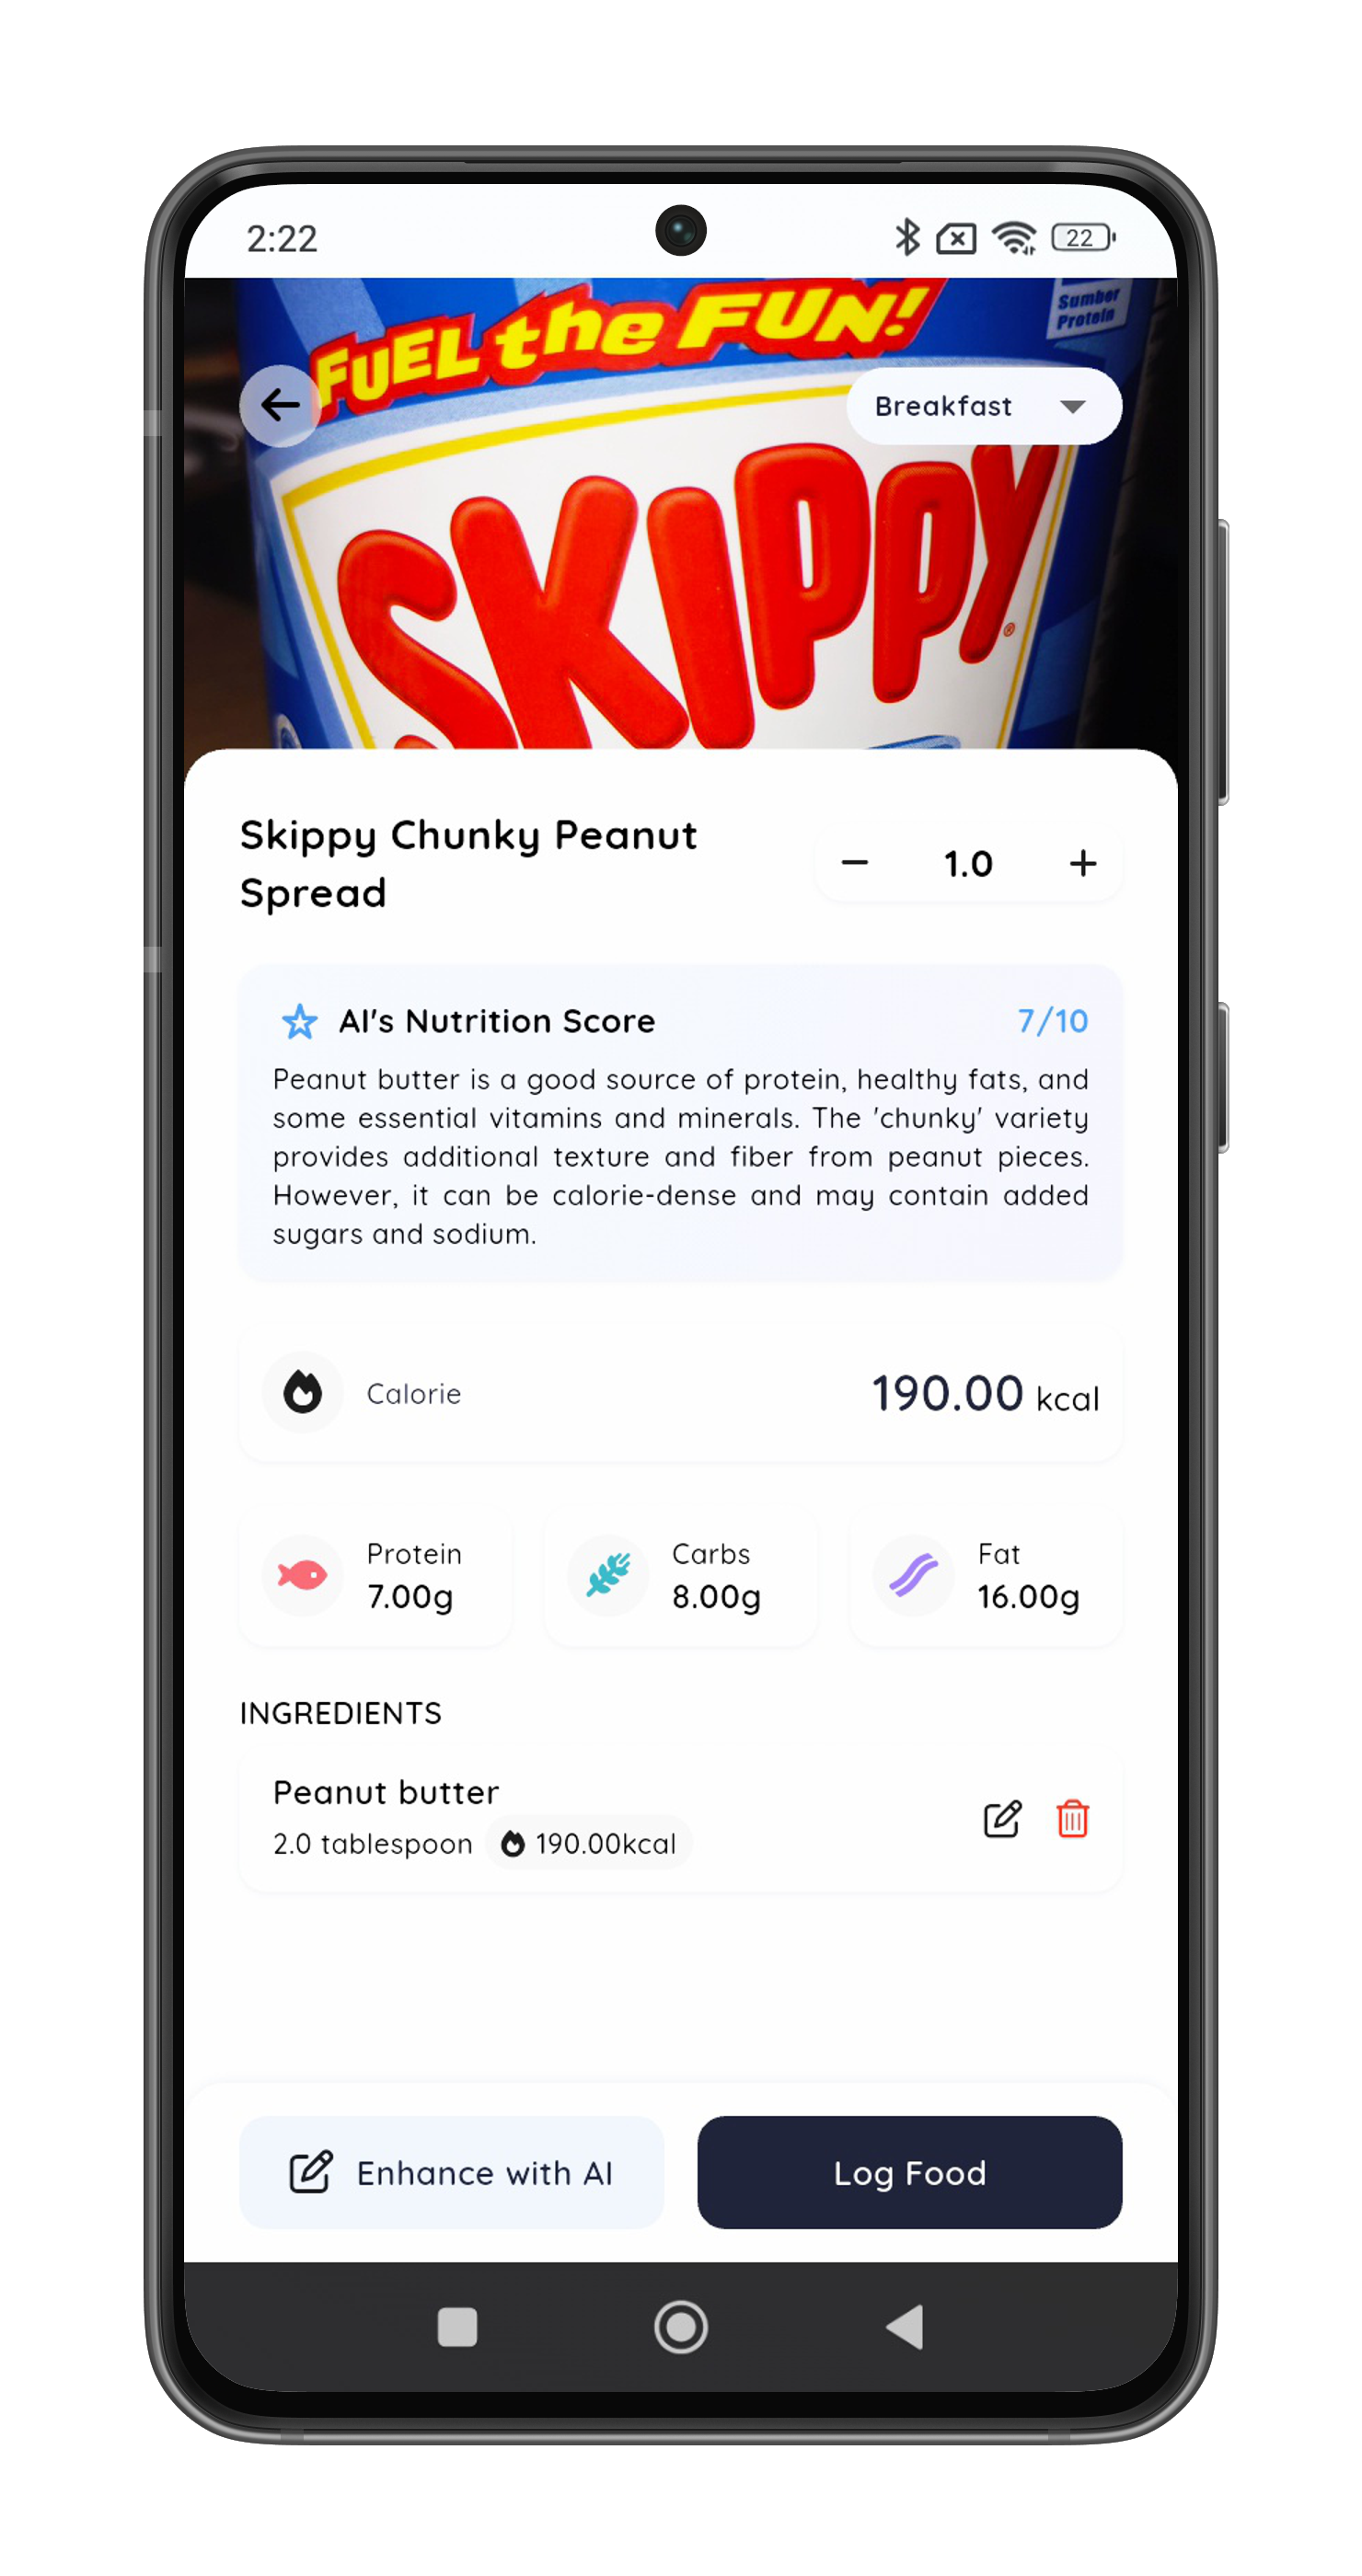 2:22
22
FUEL the FUN!
Sumber
Protein
Breakfast
SKIPPY
®
Skippy Chunky Peanut
Spread
− 1.0 +
AI's Nutrition Score 7/10
Peanut butter is a good source of protein, healthy fats, and
some essential vitamins and minerals. The 'chunky' variety
provides additional texture and fiber from peanut pieces.
However, it can be calorie-dense and may contain added
sugars and sodium.
Calorie 190.00 kcal
Protein Carbs Fat
7.00g 8.00g 16.00g
INGREDIENTS
Peanut butter
2.0 tablespoon 190.00kcal
Enhance with AI Log Food